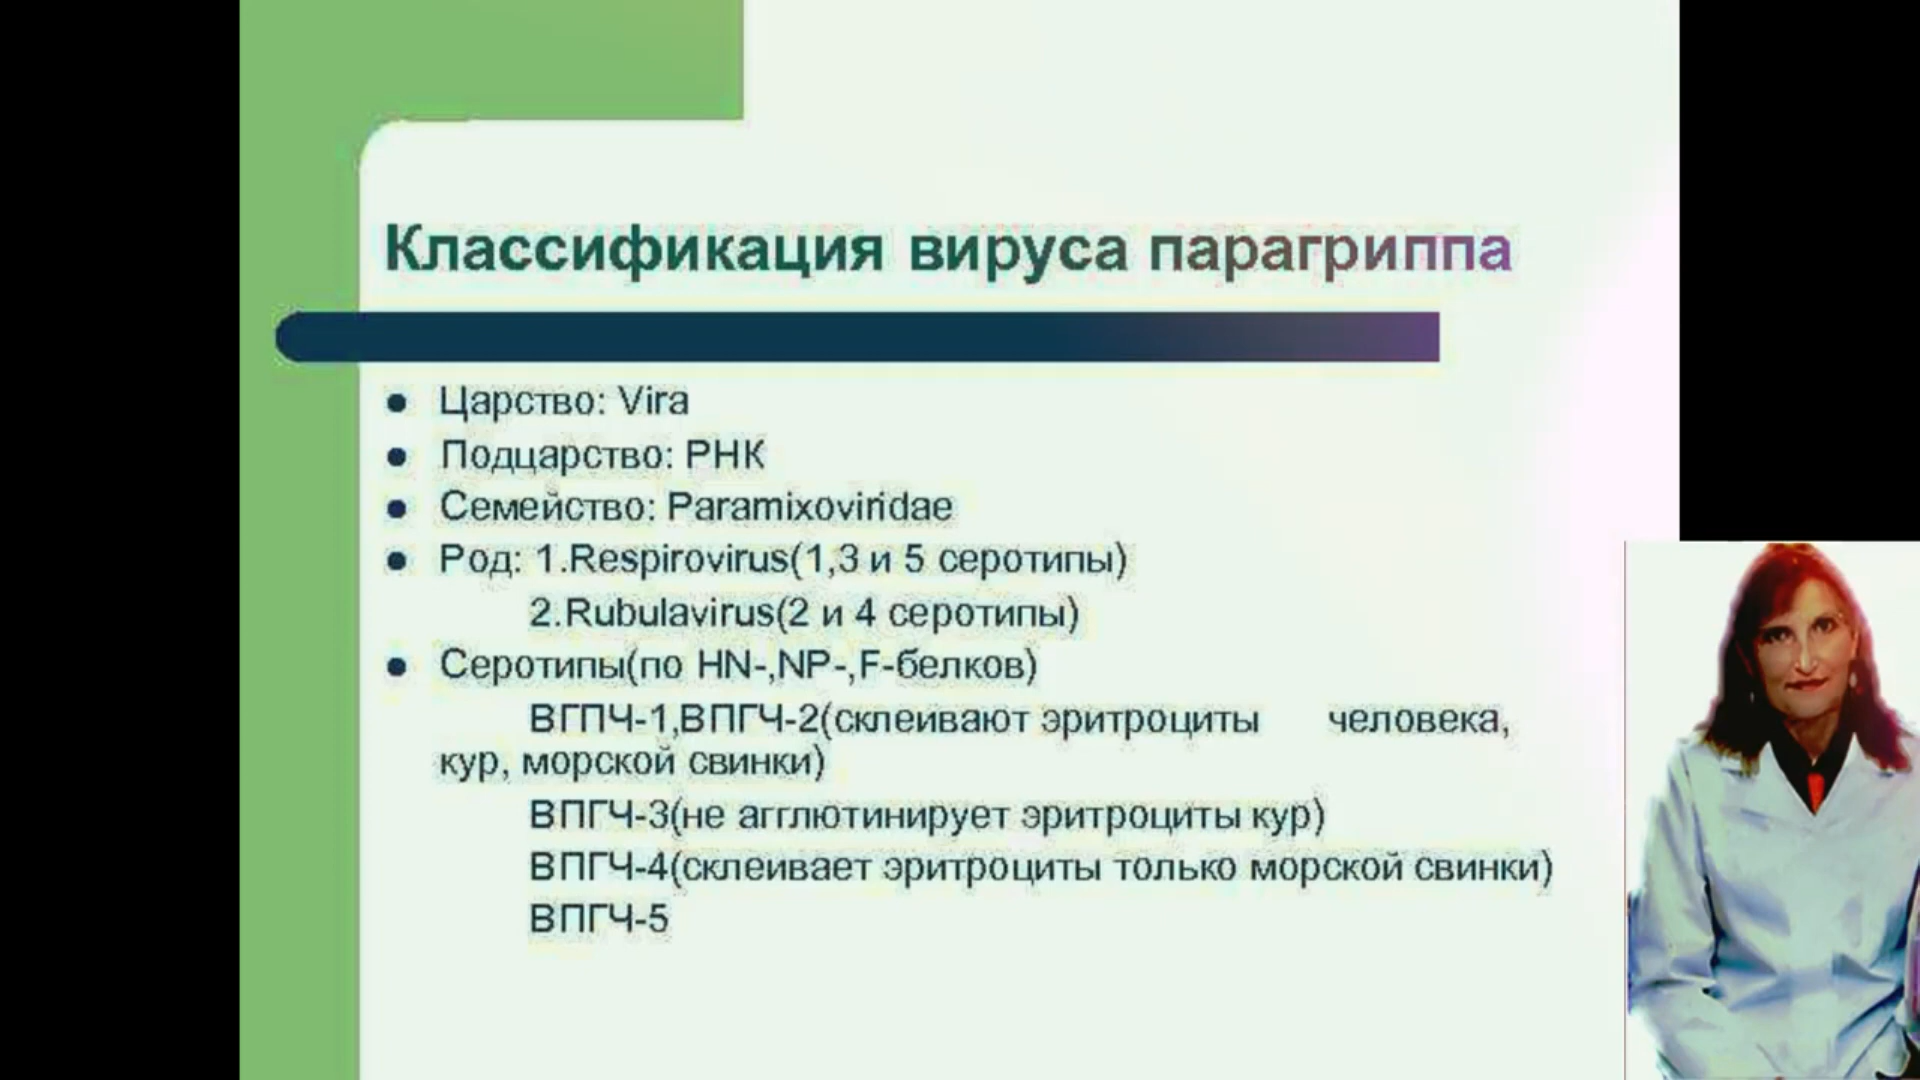 Классификация вируса парагриппа
Царство: Vira
Подцарство: РНК
Семейство: Paramixoviridae
Род: 1.Respirovirus(1,3 и 5 серотипы)
2.Rubulavirus(2 и 4 серотипы)
Серотипы(по HN-,NP-,F-белков)
ВГПЧ-1,ВПГЧ-2(склеивают эритроциты человека,
кур, морской свинки)
ВПГЧ-3(не агглютинирует эритроциты кур)
ВПГЧ-4(склеивает эритроциты только морской свинки)
ВПГЧ-5